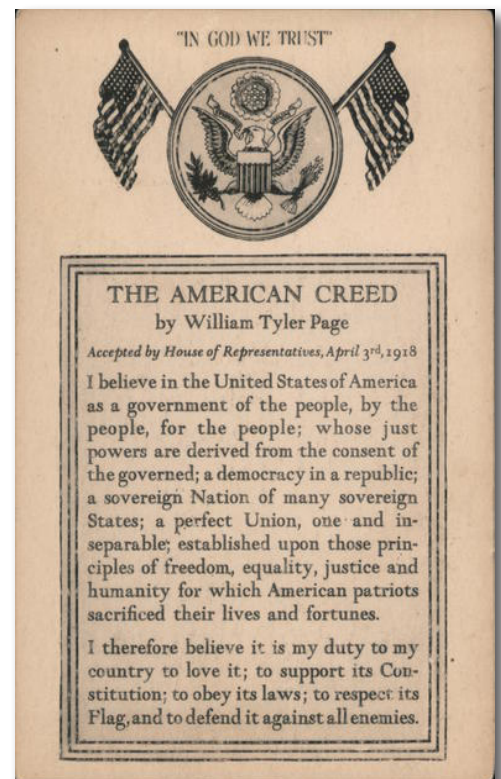 "IN GOD WE TRUST"
THE AMERICAN CREED
by William Tyler Page
Accepted by House of Representatives, April 3rd, 1918
I believe in the United States of America
as a government of the people, by the
people, for the people; whose just
powers are derived from the consent of
the governed; a democracy in a republic;
a sovereign Nation of many sovereign
States; a perfect Union, one and in-
separable; established upon those prin-
ciples of freedom, equality, justice and
humanity for which American patriots
sacrificed their lives and fortunes.
I therefore believe it is my duty to my
country to love it; to support its Con-
stitution; to obey its laws; to respect its
Flag, and to defend it against all enemies.